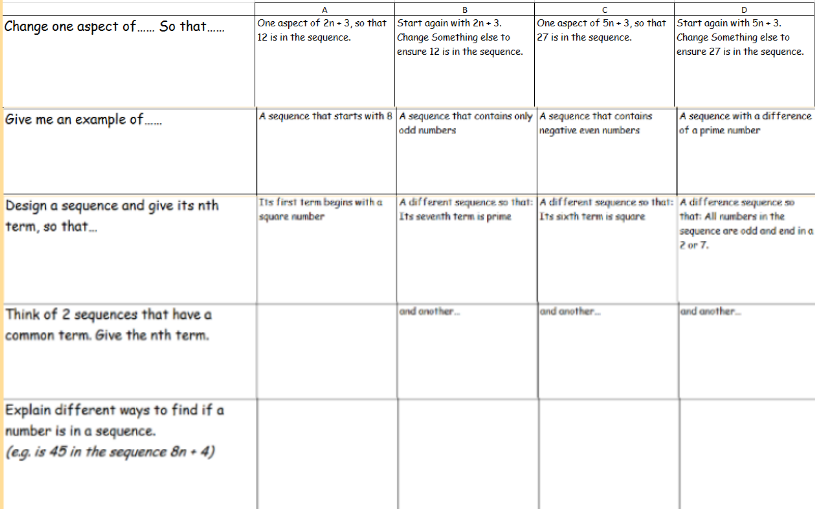 A B C D
Change one aspect of...... So that......
One aspect of 2n + 3, so that
12 is in the sequence.
Start again with 2n + 3.
Change Something else to
ensure 12 is in the sequence.
One aspect of 5n + 3, so that
27 is in the sequence.
Start again with 5n + 3.
Change Something else to
ensure 27 is in the sequence.
Give me an example of......
A sequence that starts with 8
A sequence that contains only
odd numbers
A sequence that contains
negative even numbers
A sequence with a difference
of a prime number
Design a sequence and give its nth
term, so that...
Its first term begins with a
square number
A different sequence so that:
Its seventh term is prime
A different sequence so that:
Its sixth term is square
A difference sequence so
that: All numbers in the
sequence are odd and end in a
2 or 7.
Think of 2 sequences that have a
common term. Give the nth term.
and another...
and another...
and another...
Explain different ways to find if a
number is in a sequence.
(e.g. is 45 in the sequence 8n + 4)